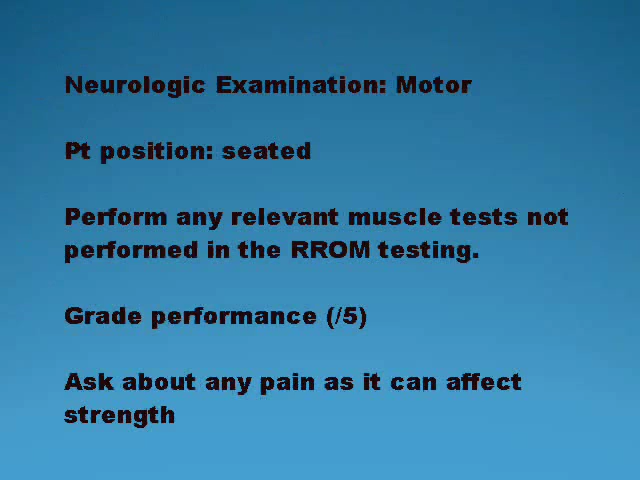 Neurologic Examination: Motor
Pt position: seated
Perform any relevant muscle tests not
performed in the RROM testing.
Grade performance (/5)
Ask about any pain as it can affect
strength